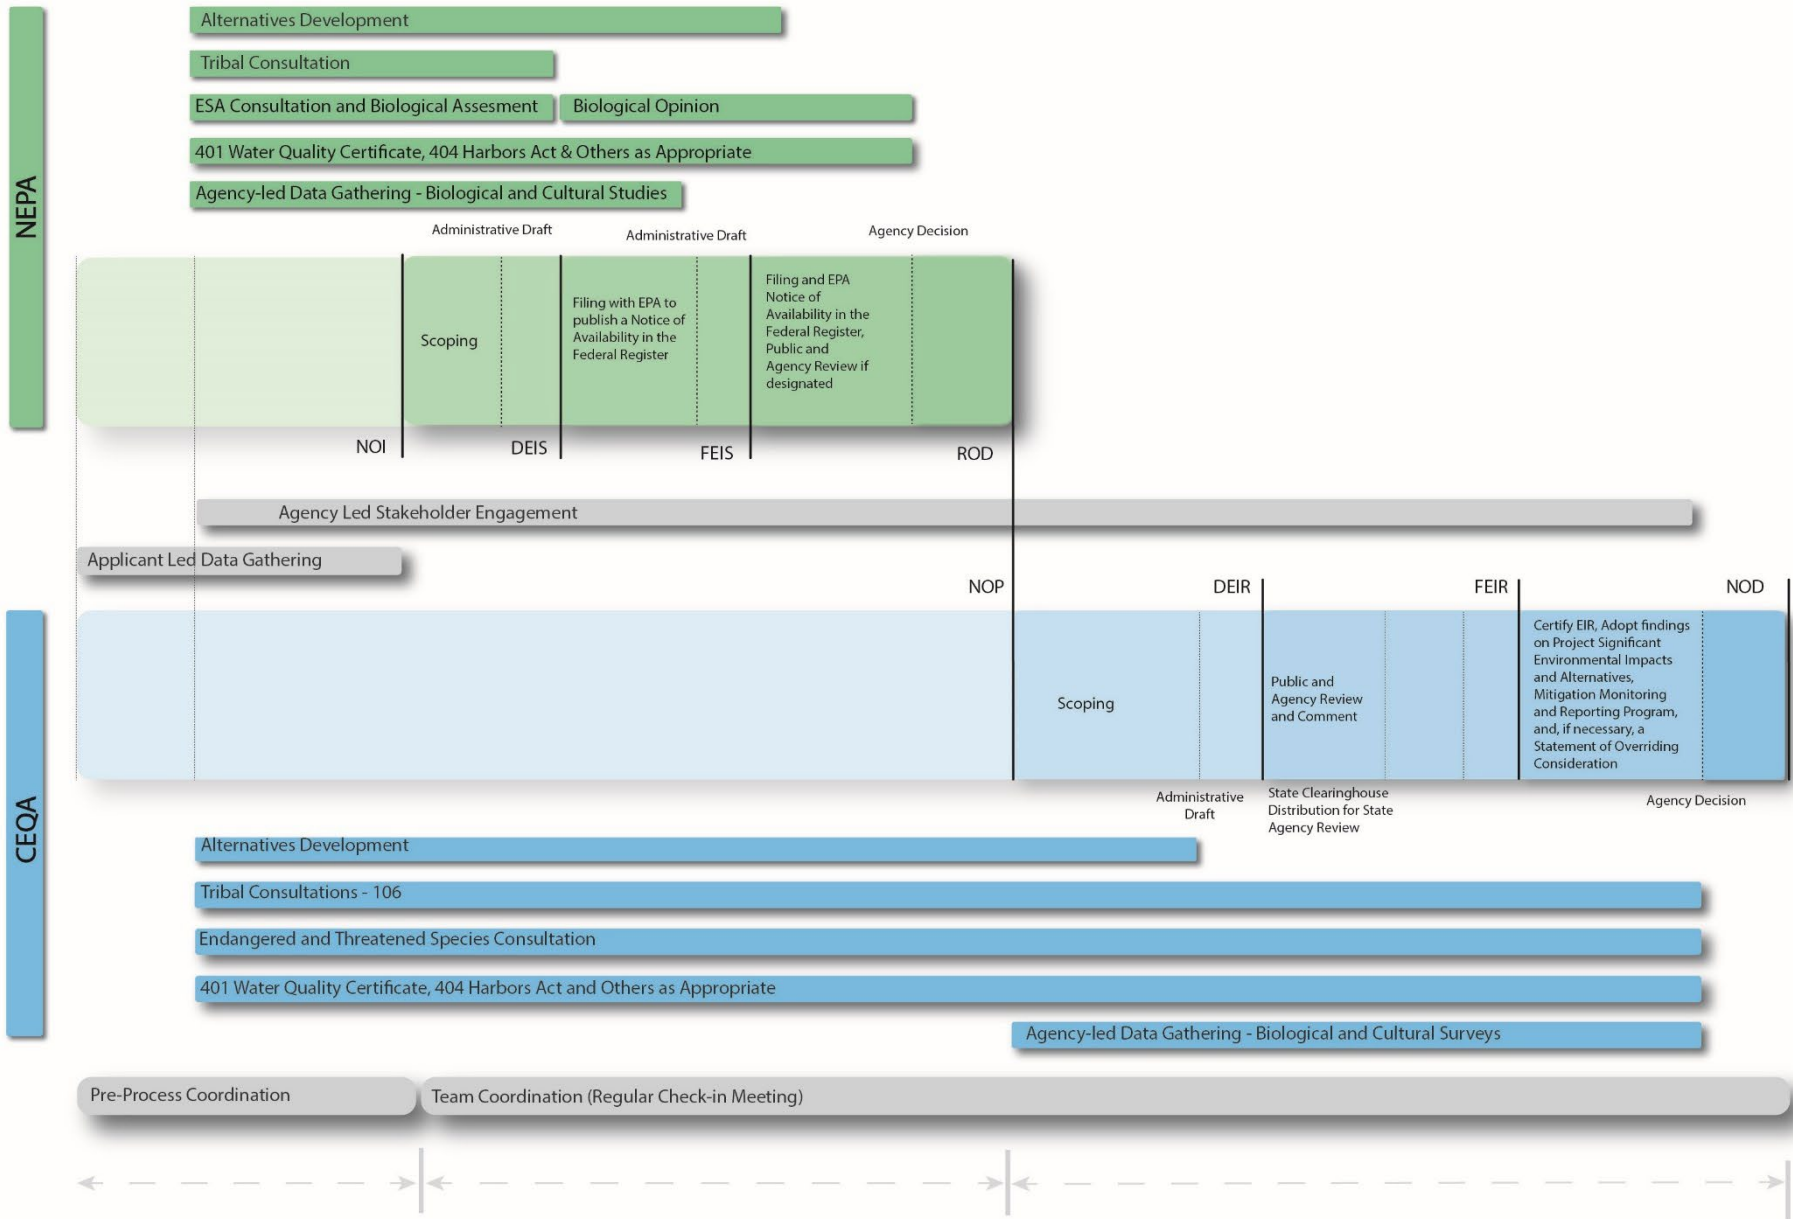 NEPA
Alternatives Development
Tribal Consultation
ESA Consultation and Biological Assesment
Biological Opinion
401 Water Quality Certificate, 404 Harbors Act & Others as Appropriate
Agency-led Data Gathering - Biological and Cultural Studies
Administrative Draft
Administrative Draft
Agency Decision
Scoping
Filing with EPA to
publish a Notice of
Availability in the
Federal Register
Filing and EPA
Notice of
Availability in the
Federal Register,
Public and
Agency Review if
designated
NOI
DEIS
FEIS
ROD
Agency Led Stakeholder Engagement
Applicant Led Data Gathering
NOP
DEIR
FEIR
NOD
CEQA
Scoping
Public and
Agency Review
and Comment
Certify EIR, Adopt findings
on Project Significant
Environmental Impacts
and Alternatives,
Mitigation Monitoring
and Reporting Program,
and, if necessary, a
Statement of Overriding
Consideration
Administrative
Draft
State Clearinghouse
Distribution for State
Agency Review
Agency Decision
Alternatives Development
Tribal Consultations - 106
Endangered and Threatened Species Consultation
401 Water Quality Certificate, 404 Harbors Act and Others as Appropriate
Agency-led Data Gathering - Biological and Cultural Surveys
Pre-Process Coordination
Team Coordination (Regular Check-in Meeting)